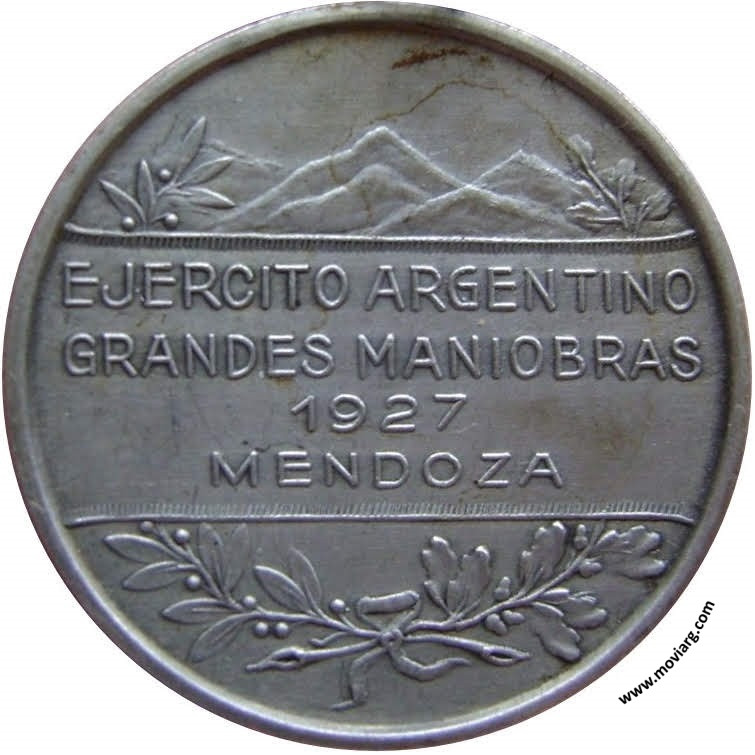 EJERCITO ARGENTINO
GRANDES MANIOBRAS
1927
MENDOZA
www.moviarg.com